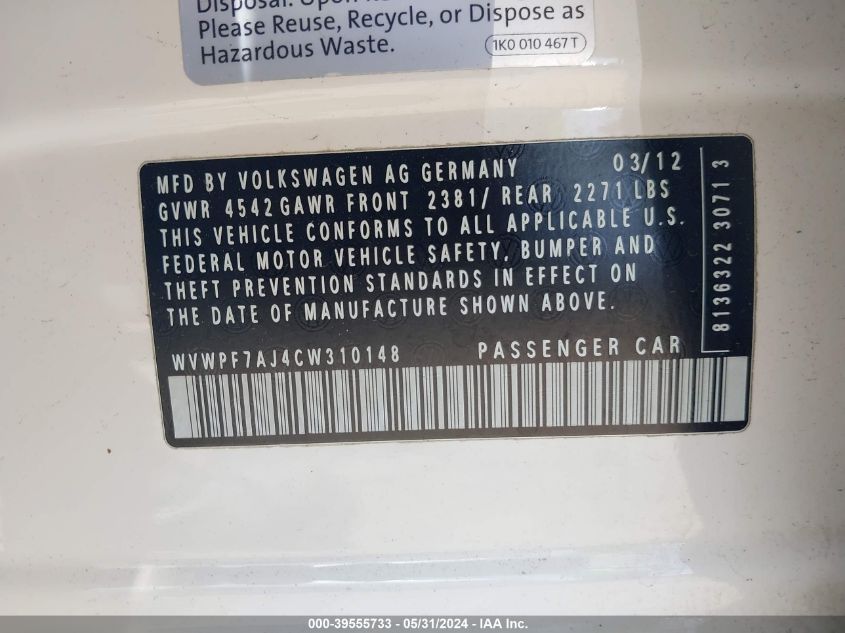 Disposal: Upon
Please Reuse, Recycle, or Dispose as
Hazardous Waste.
1K0 010 467 T
MFD BY VOLKSWAGEN AG GERMANY 03/12
GVWR 4542 GAWR FRONT 2381/ REAR 2271 LBS
THIS VEHICLE CONFORMS TO ALL APPLICABLE U.S.
FEDERAL MOTOR VEHICLE SAFETY, BUMPER AND
THEFT PREVENTION STANDARDS IN EFFECT ON
THE DATE OF MANUFACTURE SHOWN ABOVE.
WVWPF7AJ4CW310148 PASSENGER CAR
8136322 3071 3
000-39555733 - 05/31/2024 - IAA Inc.